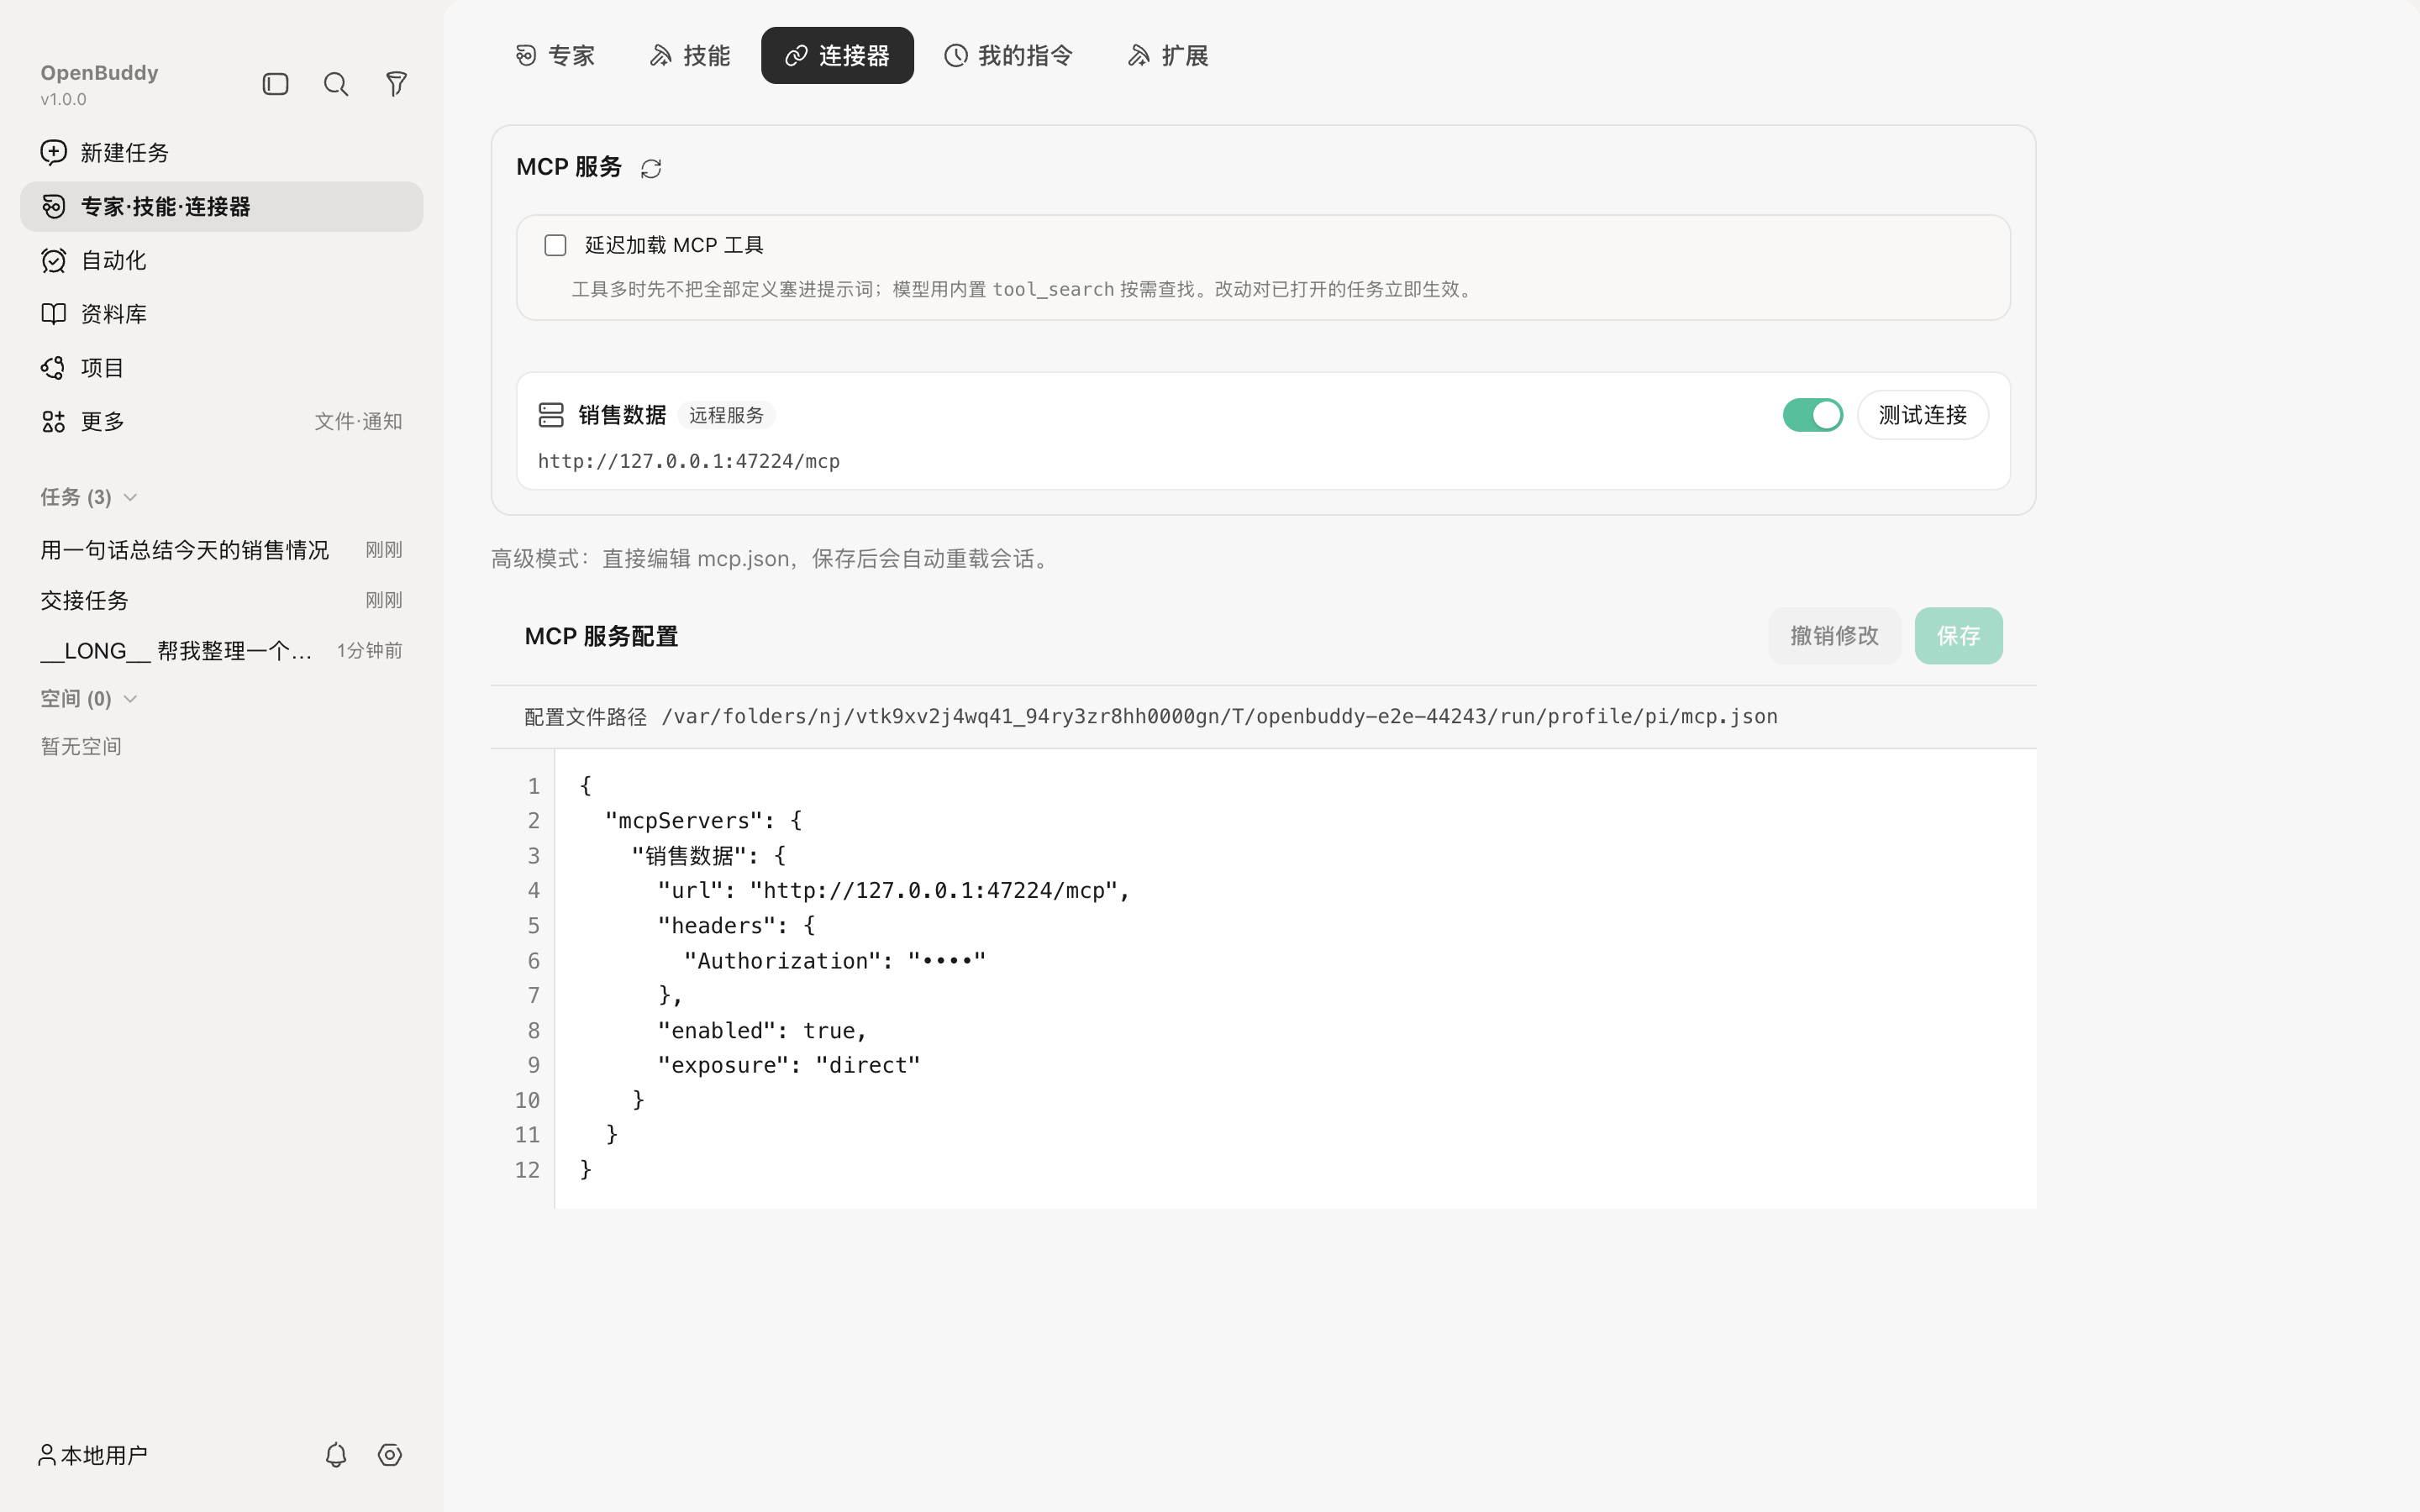 OpenBuddy
v1.0.0
新建任务
专家·技能·连接器
自动化
资料库
项目
更多 文件·通知
任务 (3)
用一句话总结今天的销售情况 刚刚
交接任务 刚刚
__LONG__ 帮我整理一个… 1分钟前
空间 (0)
暂无空间
本地用户
专家 技能 连接器 我的指令 扩展
MCP 服务
延迟加载 MCP 工具
工具多时先不把全部定义塞进提示词；模型用内置 tool_search 按需查找。改动对已打开的任务立即生效。
销售数据 远程服务 测试连接
http://127.0.0.1:47224/mcp
高级模式：直接编辑 mcp.json，保存后会自动重载会话。
MCP 服务配置 撤销修改 保存
配置文件路径 /var/folders/nj/vtk9xv2j4wq41_94ry3zr8hh0000gn/T/openbuddy-e2e-44243/run/profile/pi/mcp.json
1 {
2   "mcpServers": {
3     "销售数据": {
4       "url": "http://127.0.0.1:47224/mcp",
5       "headers": {
6         "Authorization": "••••"
7       },
8       "enabled": true,
9       "exposure": "direct"
10     }
11   }
12 }